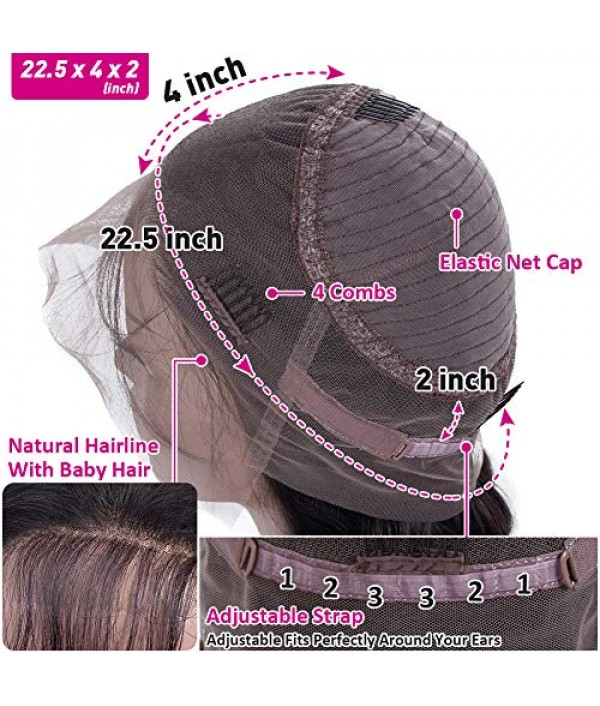 22.5 x 4 x 2
(inch)
4 inch
22.5 inch
Elastic Net Cap
4 Combs
2 inch
Natural Hairline
With Baby Hair
1 2 3 3 2 1
Adjustable Strap
Adjustable Fits Perfectly Around Your Ears